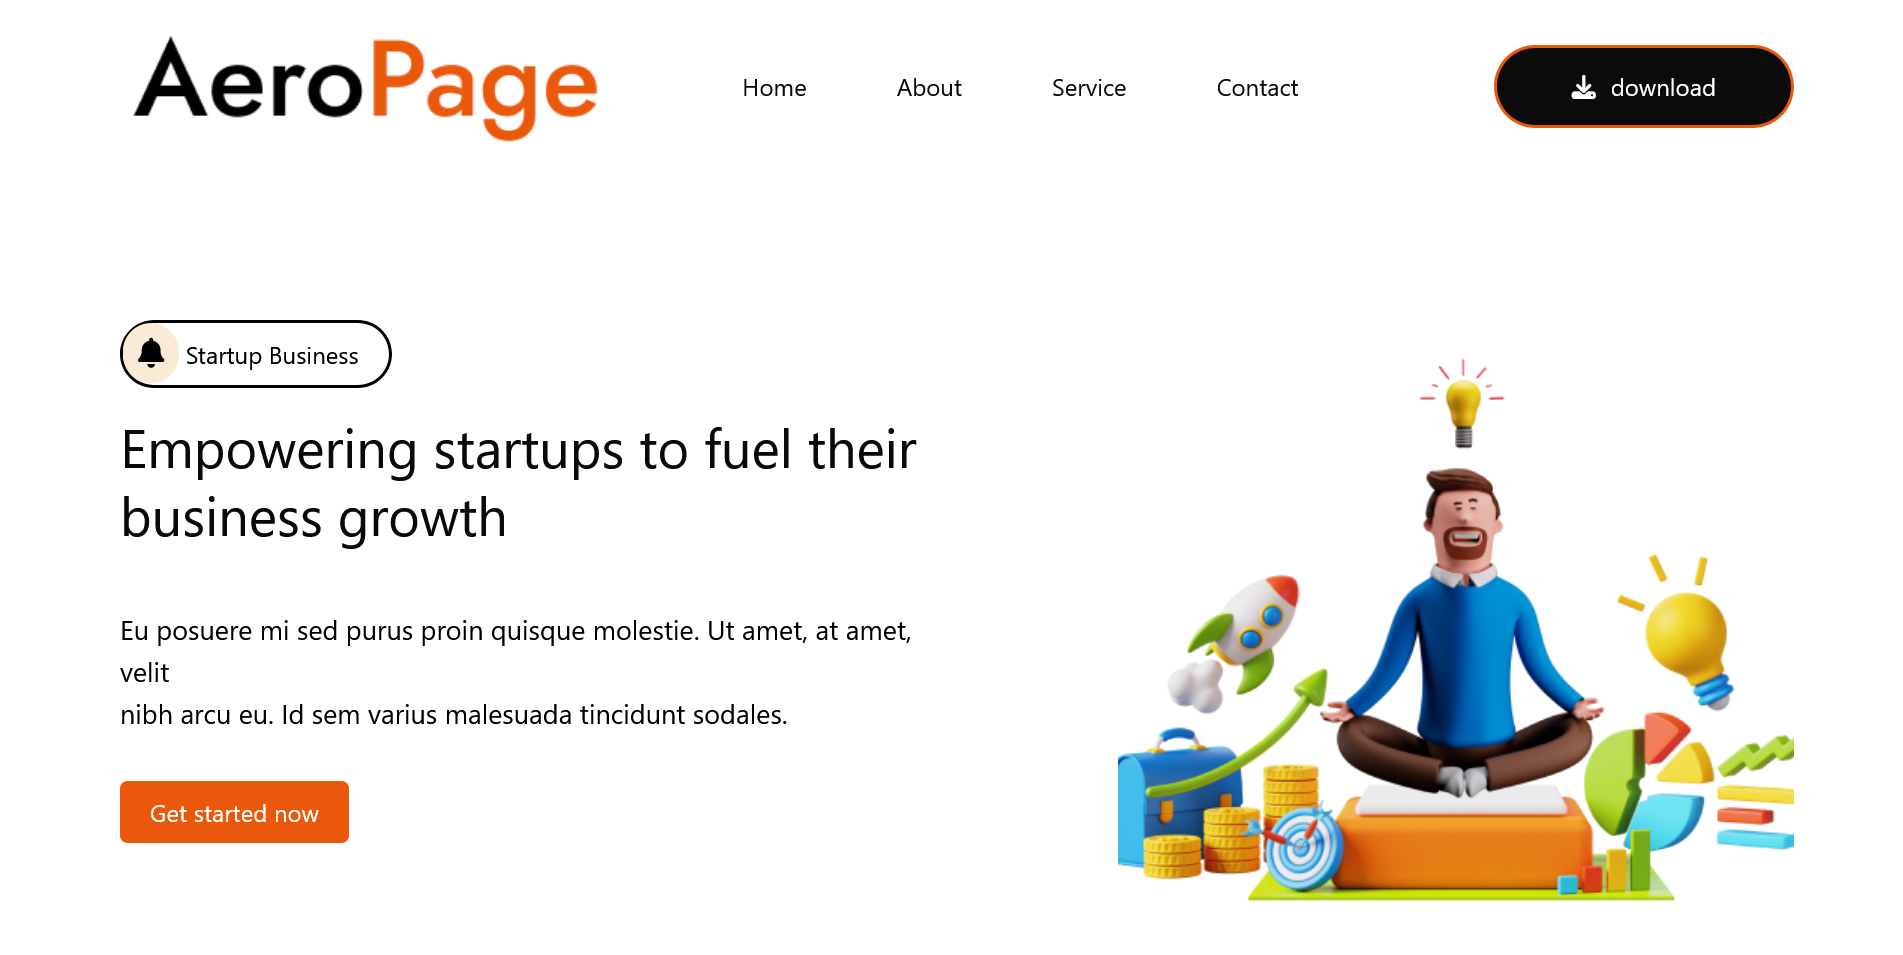 AeroPage
Home
About
Service
Contact
download
Startup Business
Empowering startups to fuel their
business growth
Eu posuere mi sed purus proin quisque molestie. Ut amet, at amet,
velit
nibh arcu eu. Id sem varius malesuada tincidunt sodales.
Get started now